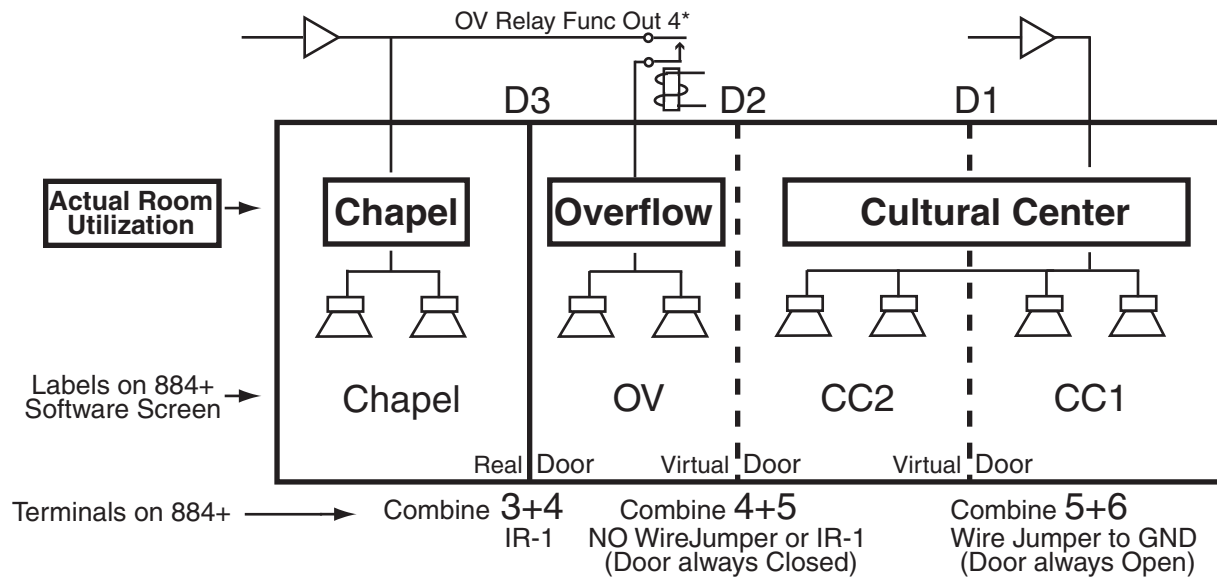 OV Relay Func Out 4*
D3
D2
D1
Actual Room
Utilization
Chapel
Overflow
Cultural Center
Labels on 884+
Software Screen
Chapel
OV
CC2
CC1
Real Door
Virtual Door
Virtual Door
Terminals on 884+
Combine 3+4
IR-1
Combine 4+5
NO WireJumper or IR-1
(Door always Closed)
Combine 5+6
Wire Jumper to GND
(Door always Open)